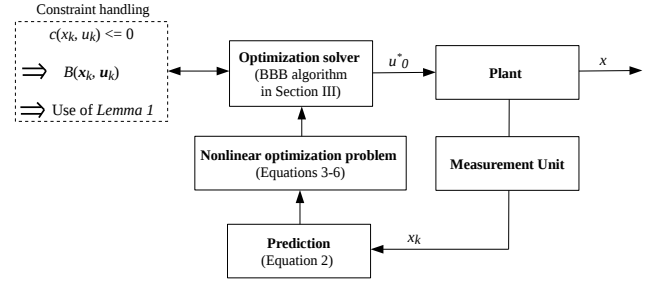 Constraint handling
c(xk, uk) <= 0
⇒ B(xk, uk)
⇒ Use of Lemma 1
Optimization solver
(BBB algorithm
in Section III)
u*0
Plant
x
Nonlinear optimization problem
(Equations 3-6)
Measurement Unit
Prediction
(Equation 2)
xk